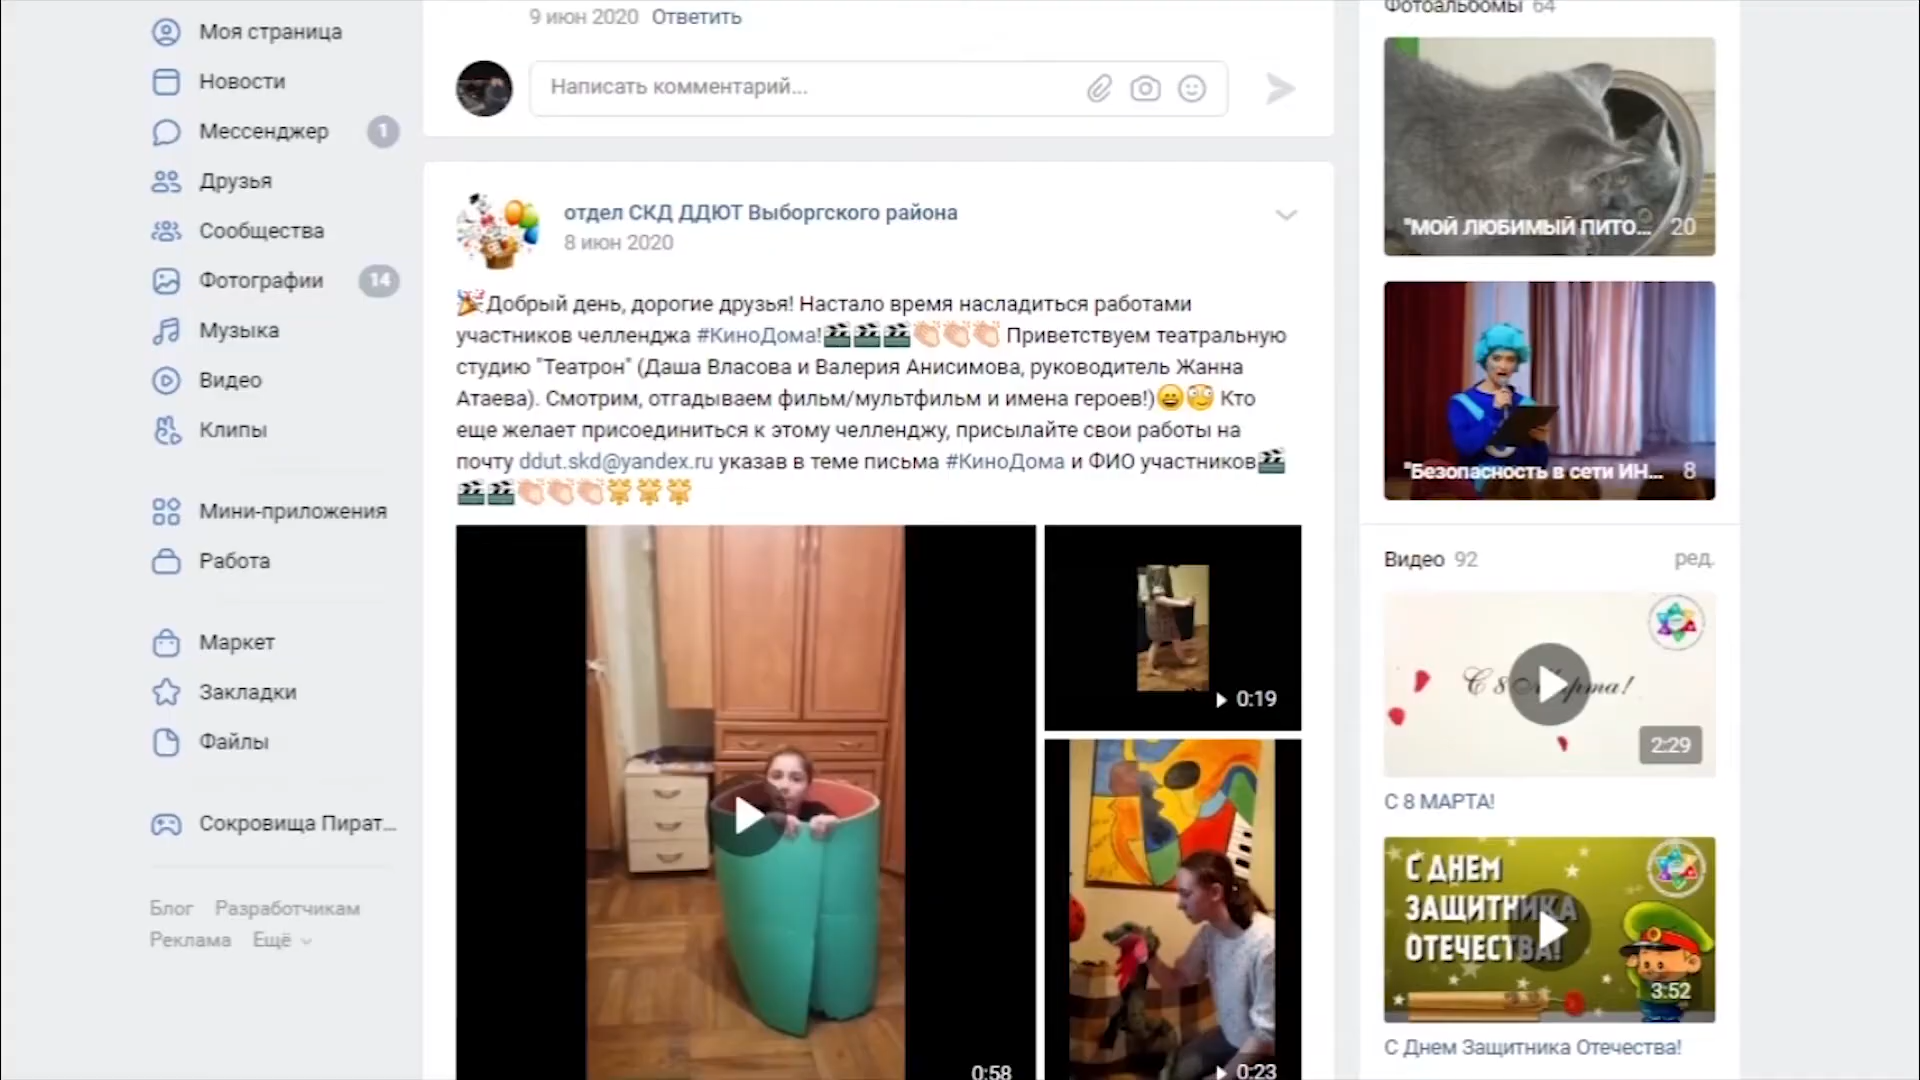 Моя страница
Новости
Мессенджер 1
Друзья
Сообщества
Фотографии 14
Музыка
Видео
Клипы
Мини-приложения
Работа
Маркет
Закладки
Файлы
Сокровища Пират...
Блог Разработчикам
Реклама Ещё
9 июн 2020 Ответить
Написать комментарий...
отдел СКД ДДЮТ Выборгского района
8 июн 2020
Добрый день, дорогие друзья! Настало время насладиться работами
участников челленджа #КиноДома! Приветствуем театральную
студию "Театрон" (Даша Власова и Валерия Анисимова, руководитель Жанна
Атаева). Смотрим, отгадываем фильм/мультфильм и имена героев!) Кто
еще желает присоединиться к этому челленджу, присылайте свои работы на
почту ddut.skd@yandex.ru указав в теме письма #КиноДома и ФИО участников
0:58
0:19
0:23
Фотоальбомы 64
"МОЙ ЛЮБИМЫЙ ПИТО... 20
"Безопасность в сети ИН... 8
Видео 92 ред.
С 8 Марта!
2:29
С 8 МАРТА!
С ДНЕМ
ЗАЩИТНИКА
ОТЕЧЕСТВА!
3:52
С Днем Защитника Отечества!